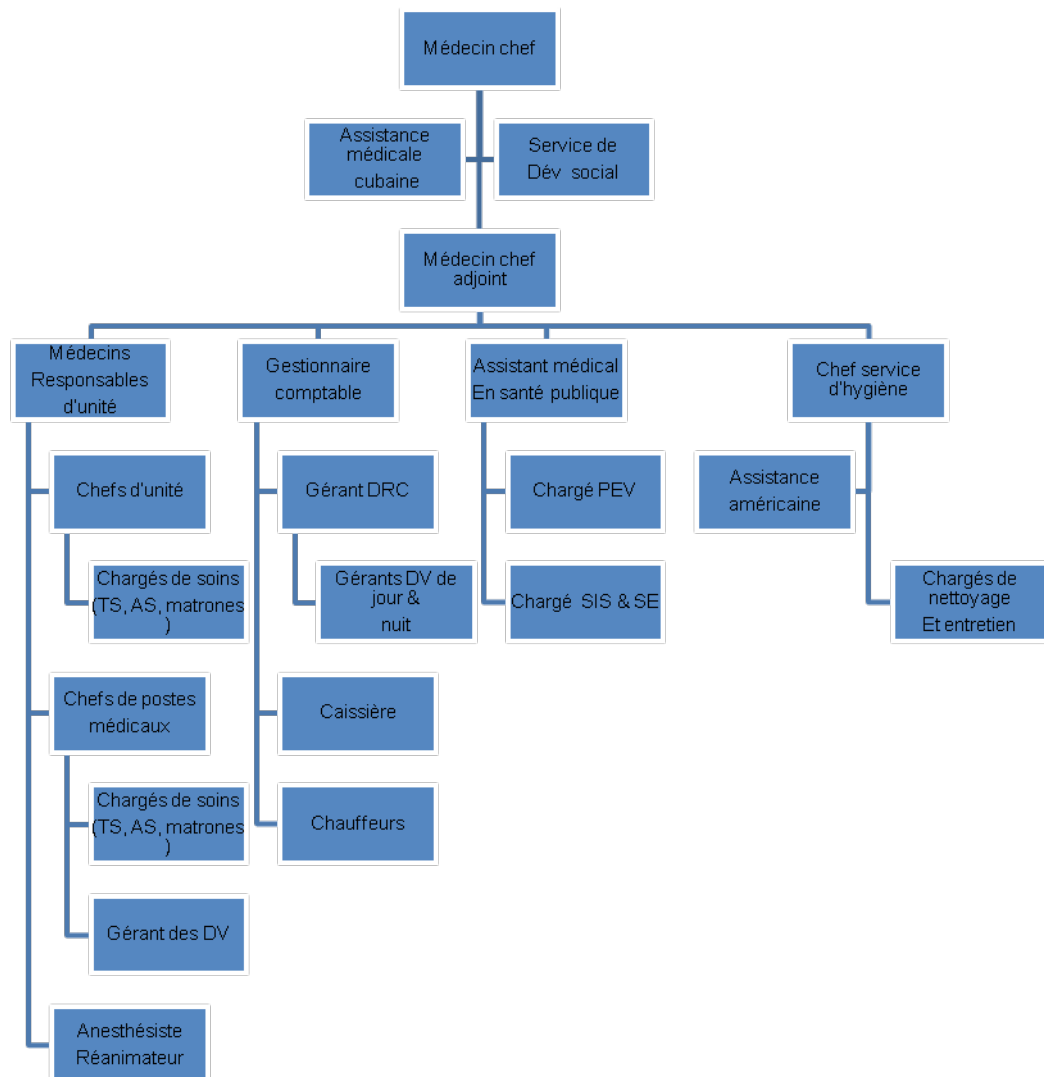 Médecin chef
Assistance
médicale
cubaine
Service de
Dév social
Médecin chef
adjoint
Médecins
Responsables
d'unité
Gestionnaire
comptable
Assistant médical
En santé publique
Chef service
d'hygiène
Chefs d'unité
Gérant DRC
Chargé PEV
Assistance
américaine
Chargés de soins
(TS, AS, matrones
)
Gérants DV de
jour &
nuit
Chargé SIS & SE
Chargés de
nettoyage
Et entretien
Chefs de postes
médicaux
Caissière
Chargés de soins
(TS, AS, matrones
)
Chauffeurs
Gérant des DV
Anesthésiste
Réanimateur